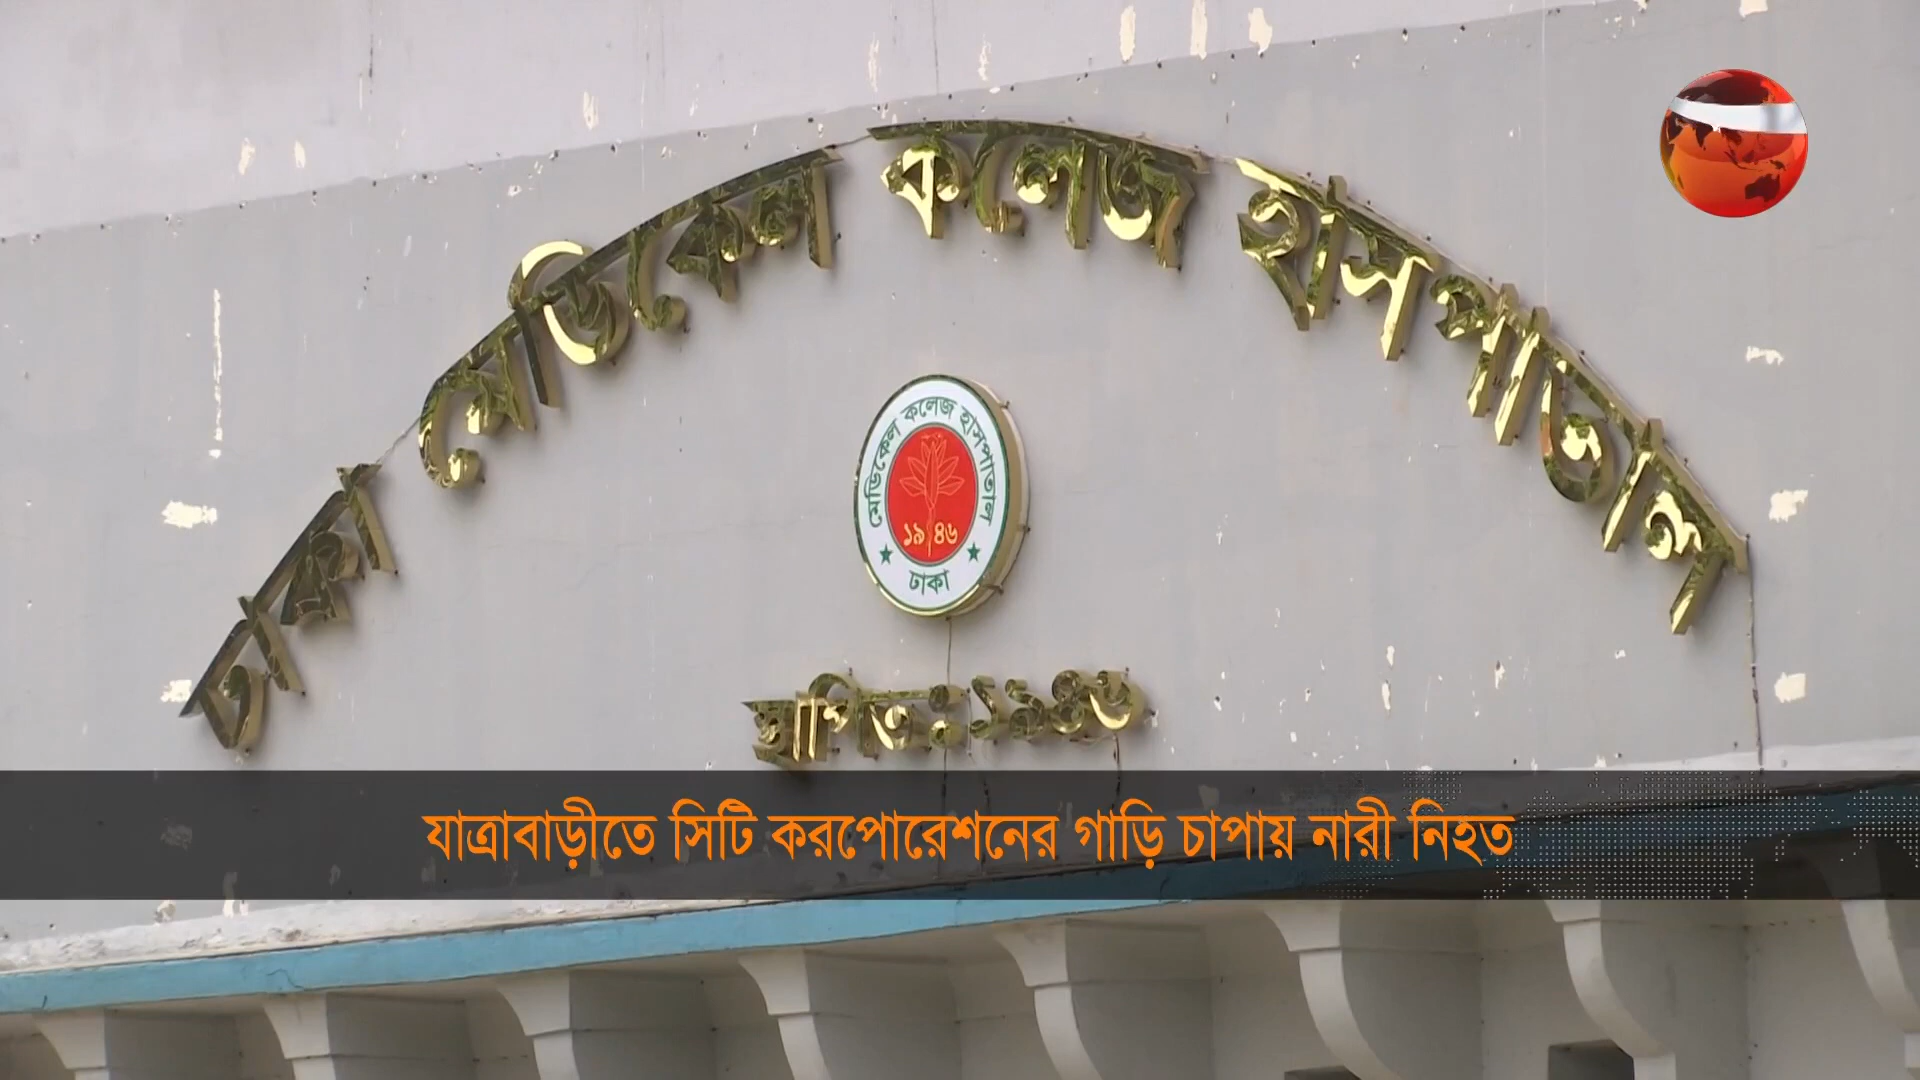 ঢাকা মেডিকেল কলেজ হাসপাতাল
মেডিকেল কলেজ হাসপাতাল
১৯৪৬
ঢাকা
স্থাপিত: ১৯৪৬
যাত্রাবাড়ীতে সিটি করপোরেশনের গাড়ি চাপায় নারী নিহত